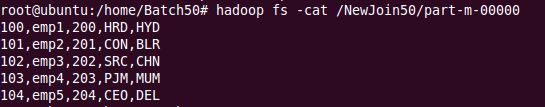 root@ubuntu:/home/Batch50# hadoop fs -cat /NewJoin50/part-m-00000
100,emp1,200,HRD,HYD
101,emp2,201,CON,BLR
102,emp3,202,SRC,CHN
103,emp4,203,PJM,MUM
104,emp5,204,CEO,DEL